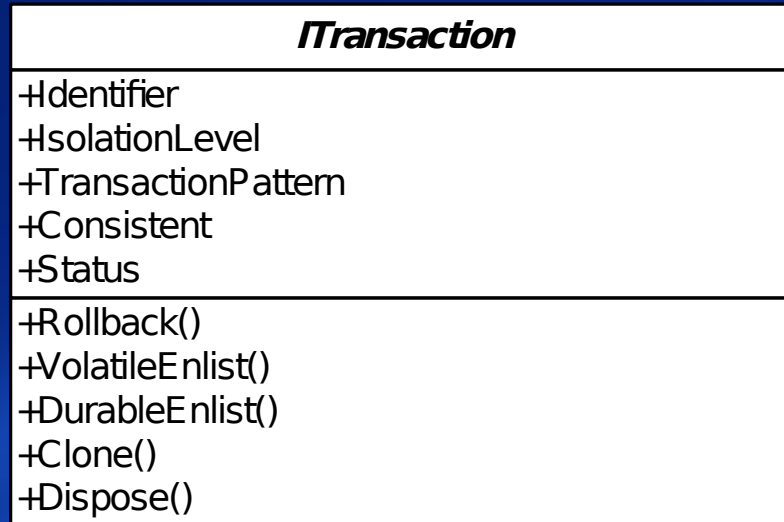 ITransaction
+Identifier
+IsolationLevel
+TransactionPattern
+Consistent
+Status
+Rollback()
+VolatileEnlist()
+DurableEnlist()
+Clone()
+Dispose()